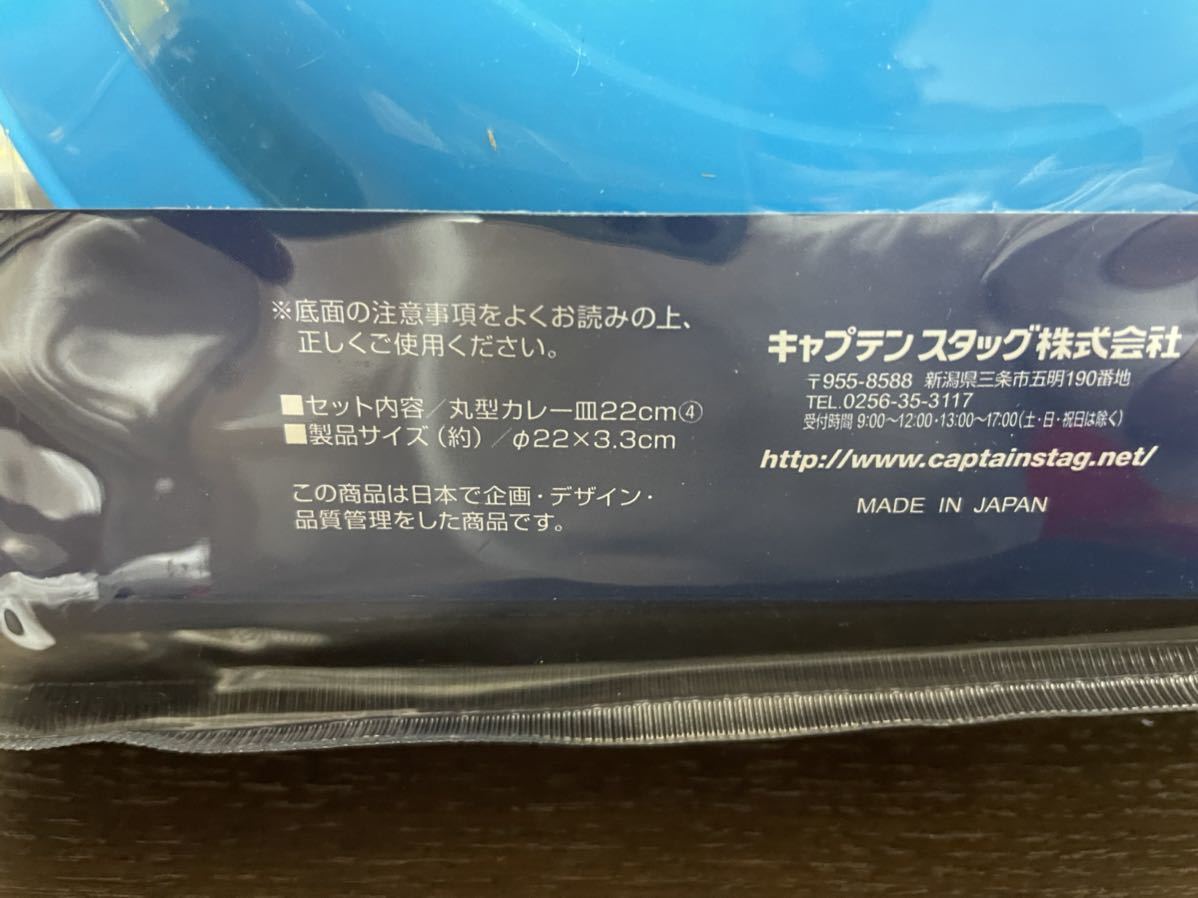 ※底面の注意事項をよくお読みの上、
正しくご使用ください。
■セット内容/丸型カレー皿22cm④
■製品サイズ(約)/φ22×3.3cm
この商品は日本で企画・デザイン・
品質管理をした商品です。
キャプテン スタッグ株式会社
〒955-8588 新潟県三条市五明190番地
TEL.0256-35-3117
受付時間 9:00〜12:00・13:00〜17:00(土・日・祝日は除く)
http://www.captainstag.net/
MADE IN JAPAN